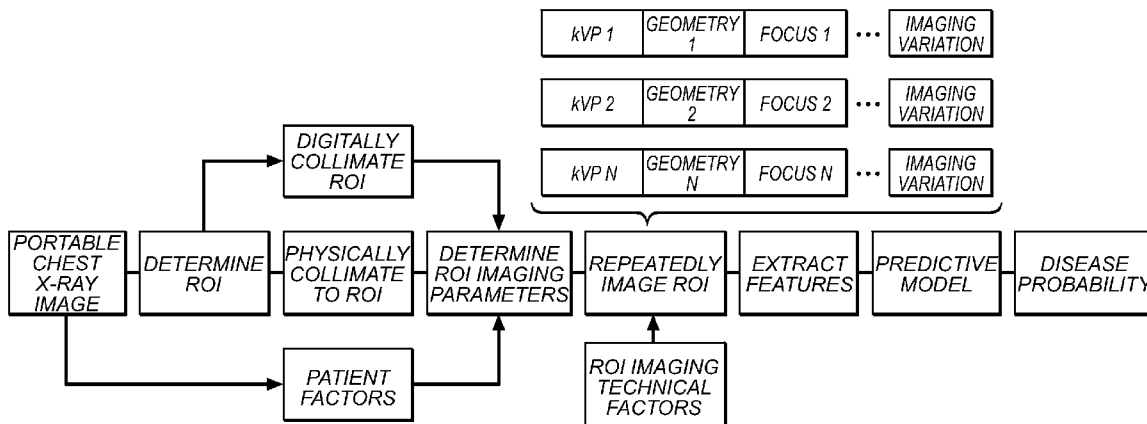 kVP 1
GEOMETRY
1
FOCUS 1
•••
IMAGING
VARIATION
kVP 2
GEOMETRY
2
FOCUS 2
•••
IMAGING
VARIATION
kVP N
GEOMETRY
N
FOCUS N
•••
IMAGING
VARIATION
DIGITALLY
COLLIMATE
ROI
PORTABLE
CHEST
X-RAY
IMAGE
DETERMINE
ROI
PHYSICALLY
COLLIMATE
TO ROI
DETERMINE
ROI IMAGING
PARAMETERS
REPEATEDLY
IMAGE ROI
EXTRACT
FEATURES
PREDICTIVE
MODEL
DISEASE
PROBABILITY
PATIENT
FACTORS
ROI IMAGING
TECHNICAL
FACTORS